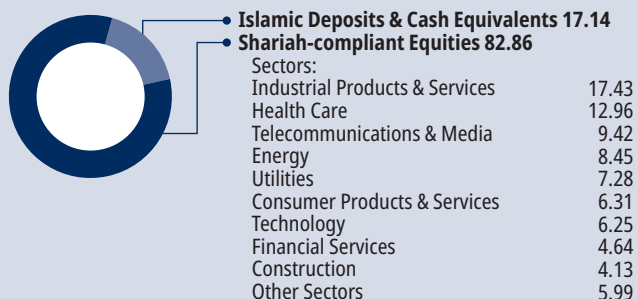 Islamic Deposits & Cash Equivalents 17.14
Shariah-compliant Equities 82.86
Sectors:
Industrial Products & Services 17.43
Health Care 12.96
Telecommunications & Media 9.42
Energy 8.45
Utilities 7.28
Consumer Products & Services 6.31
Technology 6.25
Financial Services 4.64
Construction 4.13
Other Sectors 5.99